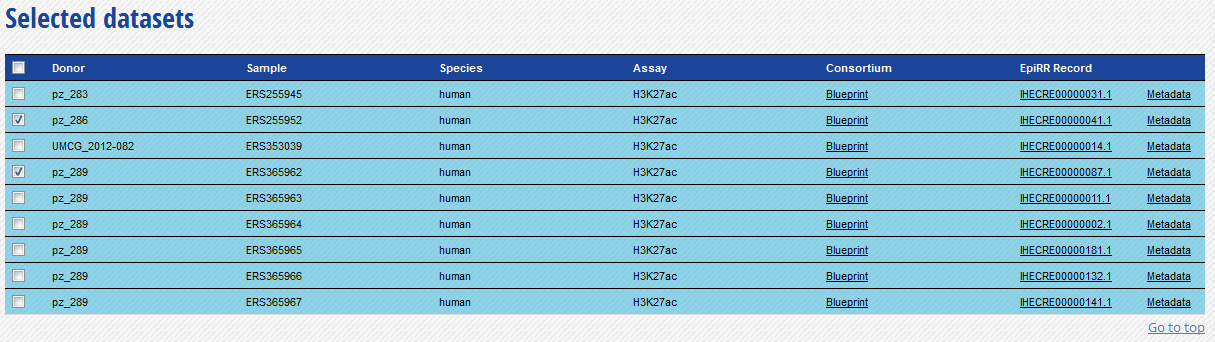 Selected datasets
Donor Sample Species Assay Consortium EpiRR Record
pz_283 ERS255945 human H3K27ac Blueprint IHECRE00000031.1 Metadata
pz_286 ERS255952 human H3K27ac Blueprint IHECRE00000041.1 Metadata
UMCG_2012-082 ERS353039 human H3K27ac Blueprint IHECRE00000014.1 Metadata
pz_289 ERS365962 human H3K27ac Blueprint IHECRE00000087.1 Metadata
pz_289 ERS365963 human H3K27ac Blueprint IHECRE00000011.1 Metadata
pz_289 ERS365964 human H3K27ac Blueprint IHECRE00000002.1 Metadata
pz_289 ERS365965 human H3K27ac Blueprint IHECRE00000181.1 Metadata
pz_289 ERS365966 human H3K27ac Blueprint IHECRE00000132.1 Metadata
pz_289 ERS365967 human H3K27ac Blueprint IHECRE00000141.1 Metadata
Go to top